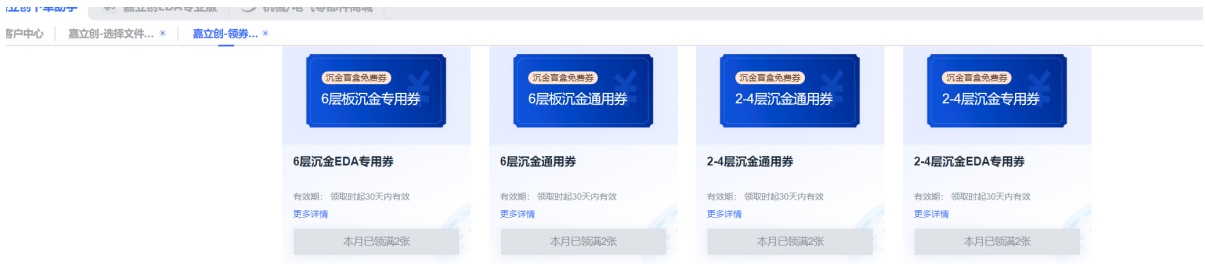 嘉立创EDA专业版
客户中心
嘉立创-选择文件... ×
嘉立创-领券... ×
沉金盲盒免费券
6层板沉金专用券
沉金盲盒免费券
6层板沉金通用券
沉金盲盒免费券
2-4层沉金通用券
沉金盲盒免费券
2-4层沉金专用券
6层沉金EDA专用券
6层沉金通用券
2-4层沉金通用券
2-4层沉金EDA专用券
有效期： 领取时起30天内有效
有效期： 领取时起30天内有效
有效期： 领取时起30天内有效
有效期： 领取时起30天内有效
更多详情
更多详情
更多详情
更多详情
本月已领满2张
本月已领满2张
本月已领满2张
本月已领满2张